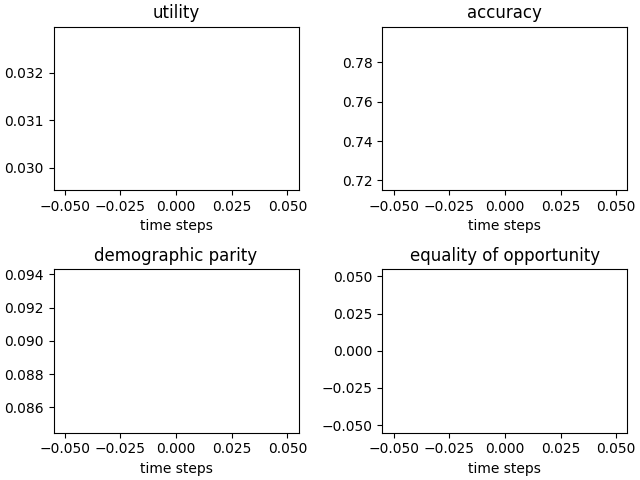 utility
0.032
0.031
0.030
−0.050 −0.025 0.000 0.025 0.050
time steps
accuracy
0.78
0.76
0.74
0.72
−0.050 −0.025 0.000 0.025 0.050
time steps
demographic parity
0.094
0.092
0.090
0.088
0.086
−0.050 −0.025 0.000 0.025 0.050
time steps
equality of opportunity
0.050
0.025
0.000
−0.025
−0.050
−0.050 −0.025 0.000 0.025 0.050
time steps